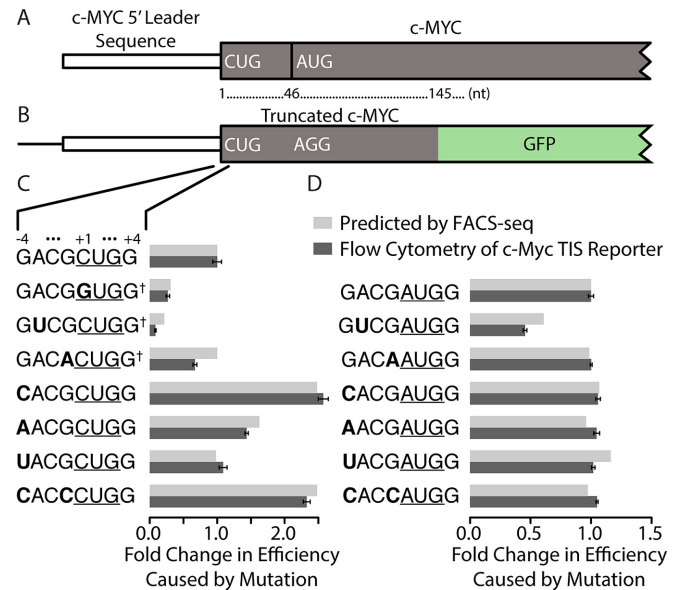 A
c-MYC 5' Leader
Sequence
c-MYC
CUG
AUG
1................46....................................145.... (nt)
B
Truncated c-MYC
CUG
AGG
GFP
C
-4 ••• +1 ••• +4
GACGCUGG
GACGGUGG†
GUCGCUGG†
GACACUGG†
CACGCUGG
AACGCUGG
UACGCUGG
CACCCUGG
0.0 1.0 2.0
Fold Change in Efficiency
Caused by Mutation
D
Predicted by FACS-seq
Flow Cytometry of c-Myc TIS Reporter
GACGAUGG
GUCGAUGG
GACAAUGG
CACGAUGG
AACGAUGG
UACGAUGG
CACCAUGG
0.0 0.5 1.0 1.5
Fold Change in Efficiency
Caused by Mutation